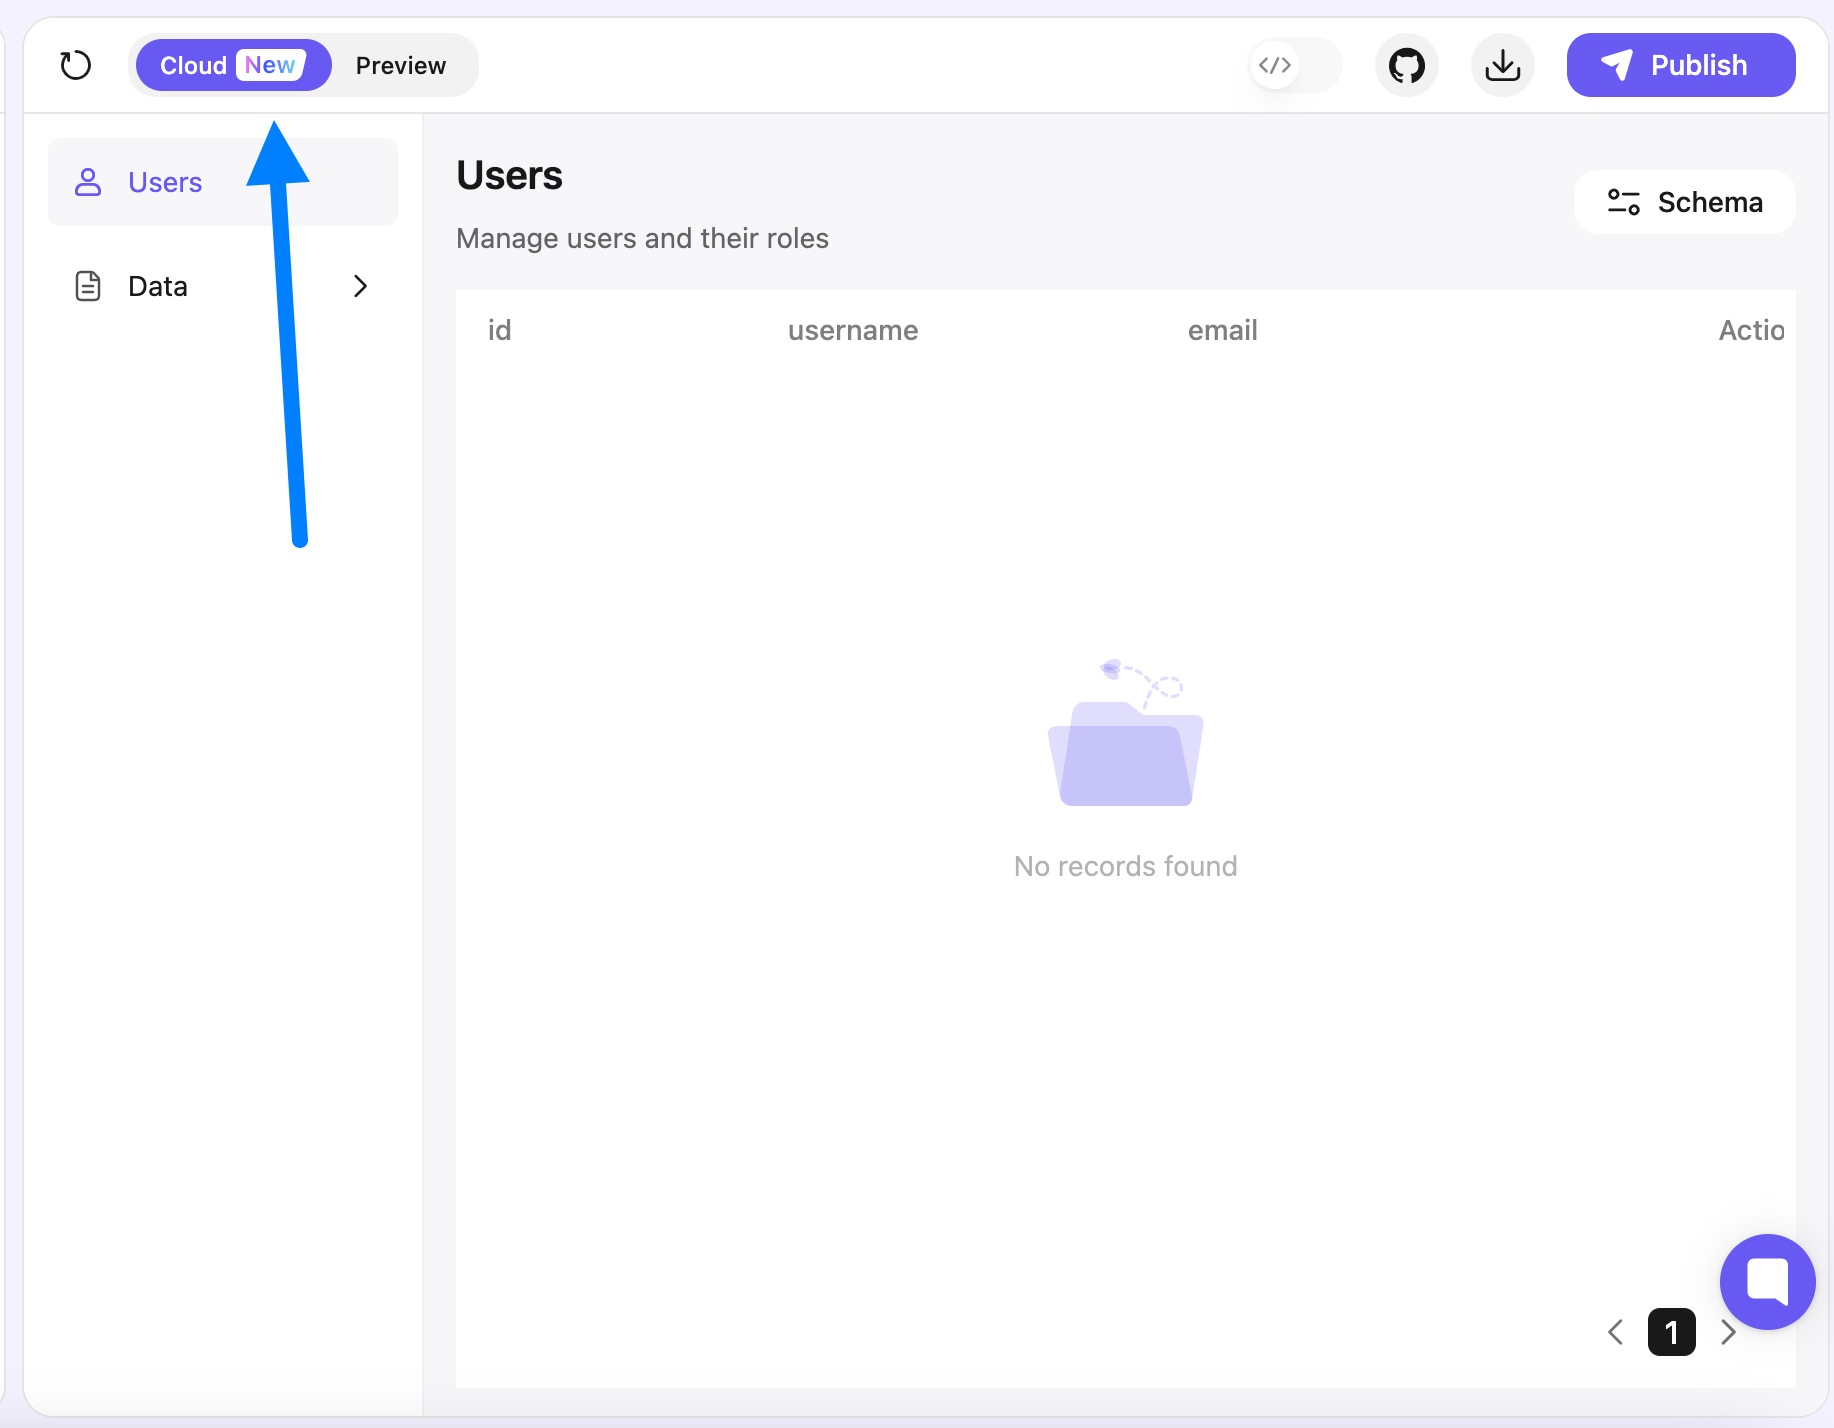 Cloud New Preview
</> Publish
Users
Data
Users
Manage users and their roles
Schema
id username email Actio
No records found
1